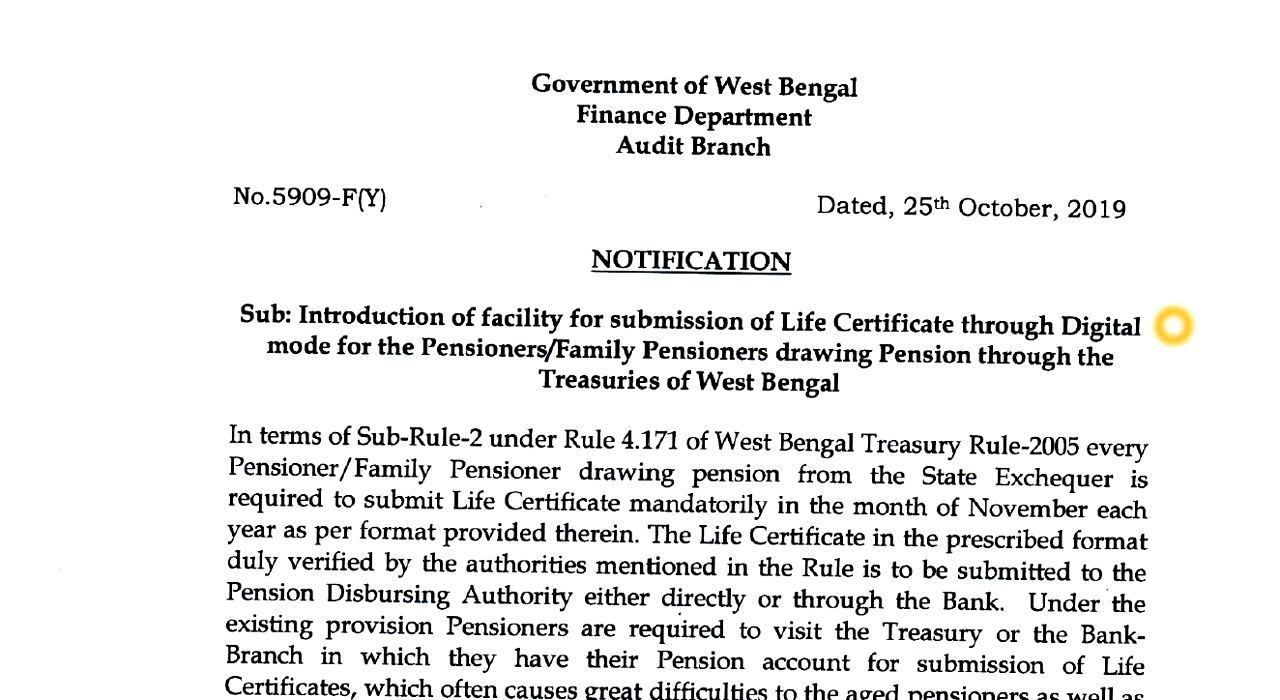 Government of West Bengal
Finance Department
Audit Branch
No.5909-F(Y)
Dated, 25th October, 2019
NOTIFICATION
Sub: Introduction of facility for submission of Life Certificate through Digital
mode for the Pensioners/Family Pensioners drawing Pension through the
Treasuries of West Bengal
In terms of Sub-Rule-2 under Rule 4.171 of West Bengal Treasury Rule-2005 every
Pensioner/Family Pensioner drawing pension from the State Exchequer is
required to submit Life Certificate mandatorily in the month of November each
year as per format provided therein. The Life Certificate in the prescribed format
duly verified by the authorities mentioned in the Rule is to be submitted to the
Pension Disbursing Authority either directly or through the Bank. Under the
existing provision Pensioners are required to visit the Treasury or the Bank-
Branch in which they have their Pension account for submission of Life
Certificates, which often causes great difficulties to the aged pensioners as well as